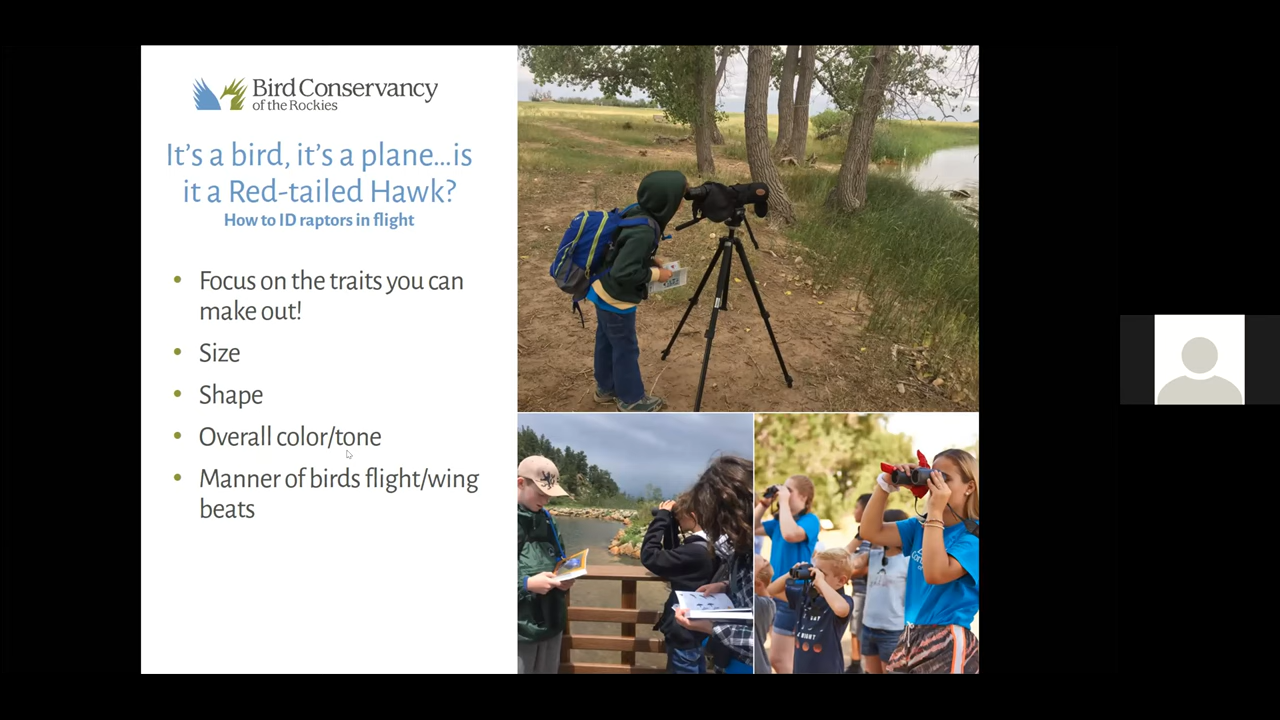 Bird Conservancy
of the Rockies
It's a bird, it's a plane...is
it a Red-tailed Hawk?
How to ID raptors in flight
• Focus on the traits you can
make out!
• Size
• Shape
• Overall color/tone
• Manner of birds flight/wing
beats